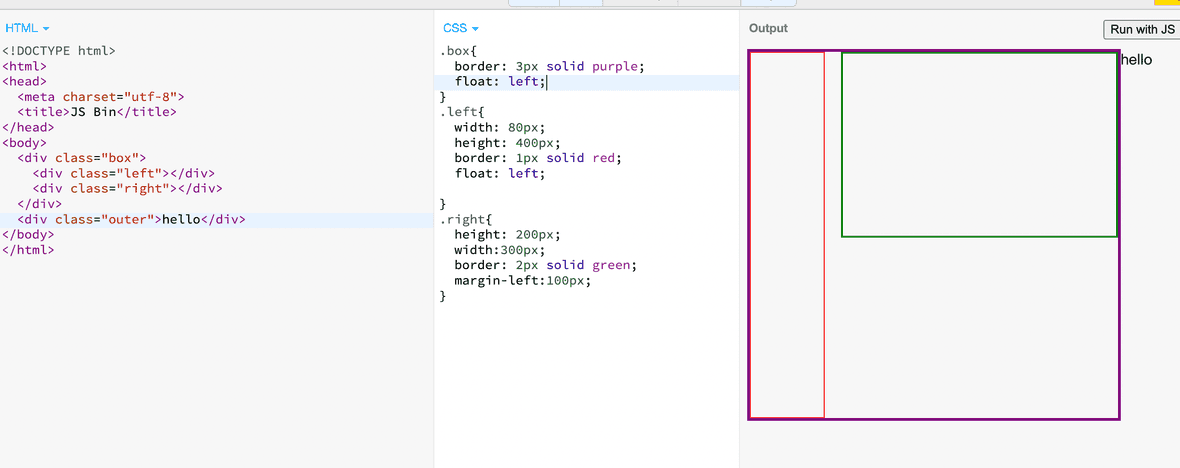 HTML
<!DOCTYPE html>
<html>
<head>
  <meta charset="utf-8">
  <title>JS Bin</title>
</head>
<body>
  <div class="box">
    <div class="left"></div>
    <div class="right"></div>
  </div>
  <div class="outer">hello</div>
</body>
</html>
CSS
.box{
  border: 3px solid purple;
  float: left;
}
.left{
  width: 80px;
  height: 400px;
  border: 1px solid red;
  float: left;

}
.right{
  height: 200px;
  width:300px;
  border: 2px solid green;
  margin-left:100px;
}
Output
Run with JS
hello